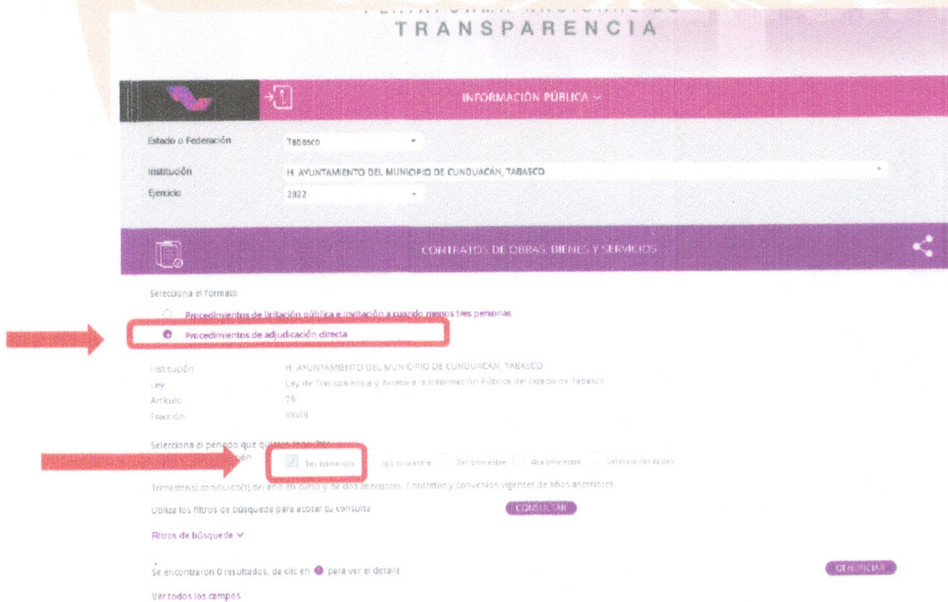 TRANSPARENCIA
INFORMACIÓN PÚBLICA
Estado o Federación Tabasco
Institución H. AYUNTAMIENTO DEL MUNICIPIO DE CUNDUACÁN, TABASCO
Ejercicio 2022
CONTRATOS DE OBRAS, BIENES Y SERVICIOS
Selecciona el formato
Procedimientos de licitación pública e invitación a cuando menos tres personas
Procedimientos de adjudicación directa
Institución H. AYUNTAMIENTO DEL MUNICIPIO DE CUNDUACÁN, TABASCO
Ley Ley de Transparencia y Acceso a la Información Pública del Estado de Tabasco
Artículo 76
Fracción XXVIII
Selecciona el periodo que quieres consultar
1er trimestre 2do trimestre 3er trimestre 4to trimestre Seleccionar todos
Trimestre(s) concluido(s) del año en curso y de dos anteriores. Contratos y convenios vigentes de años anteriores
Utiliza los filtros de búsqueda para acotar tu consulta CONSULTAR
Filtros de búsqueda
Se encontraron 0 resultados, da clic en i para ver el detalle. DENUNCIAR
Ver todos los campos